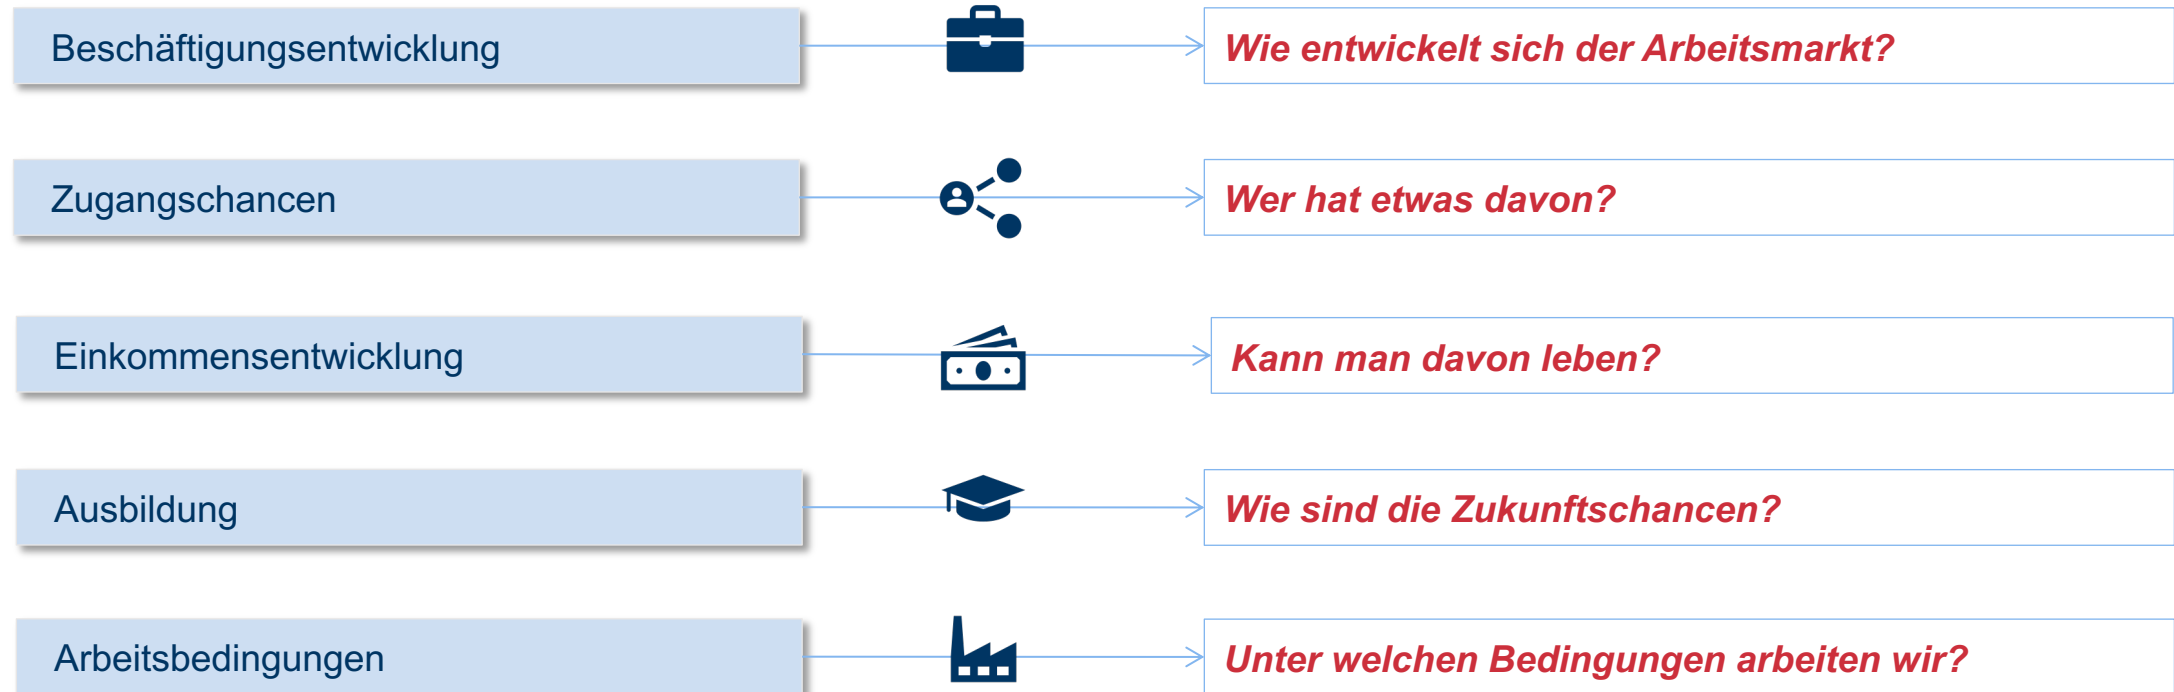 Beschäftigungsentwicklung
Wie entwickelt sich der Arbeitsmarkt?
Zugangschancen
Wer hat etwas davon?
Einkommensentwicklung
Kann man davon leben?
Ausbildung
Wie sind die Zukunftschancen?
Arbeitsbedingungen
Unter welchen Bedingungen arbeiten wir?